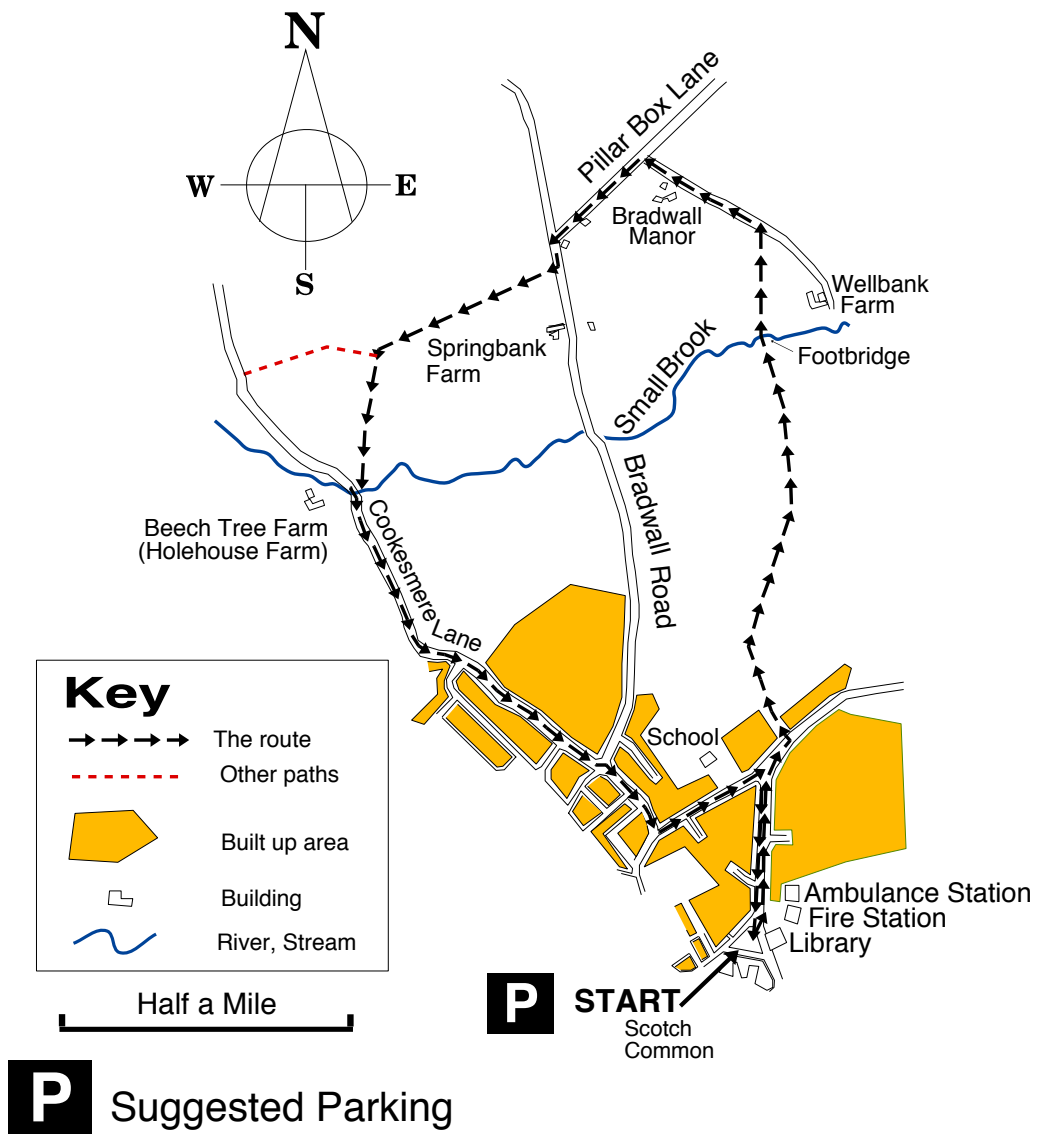 N
W E
S
Pillar Box Lane
Bradwall
Manor
Wellbank
Farm
Footbridge
Small Brook
Springbank
Farm
Bradwall Road
Beech Tree Farm
(Holehouse Farm)
Cookesmere
Lane
School
Key
The route
Other paths
Built up area
Building
River, Stream
Half a Mile
Ambulance Station
Fire Station
Library
P START
Scotch
Common
P Suggested Parking